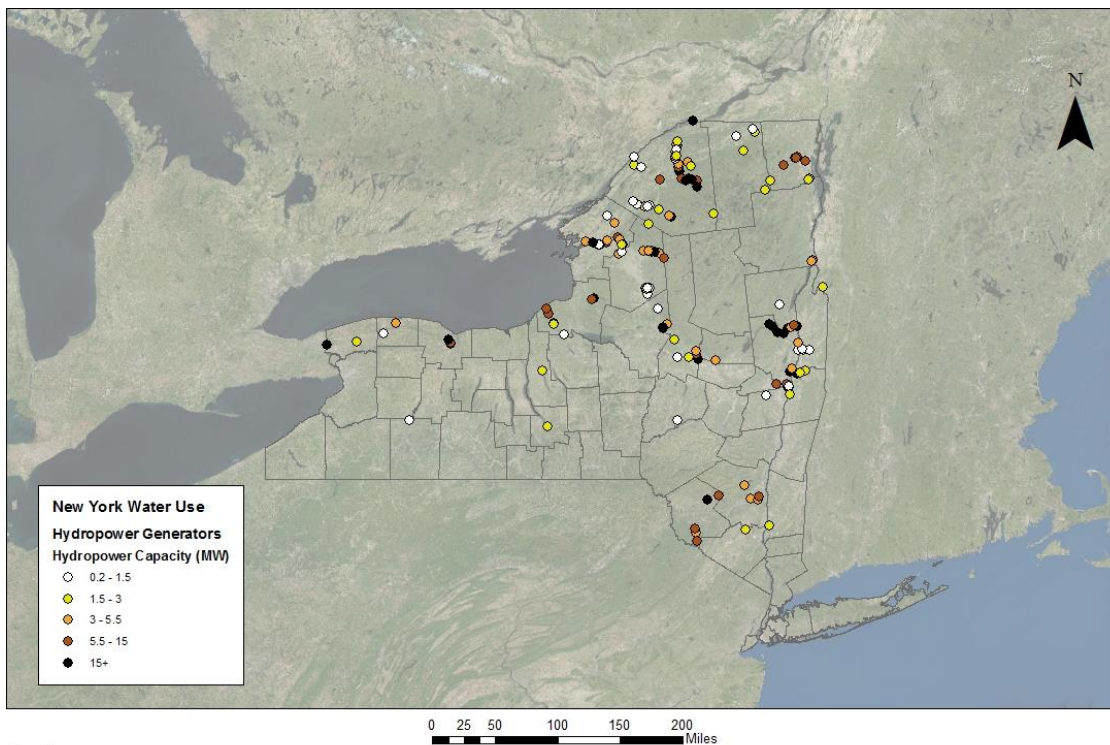 N
New York Water Use
Hydropower Generators
Hydropower Capacity (MW)
0.2 - 1.5
1.5 - 3
3 - 5.5
5.5 - 15
15+
0 25 50 100 150 200
Miles